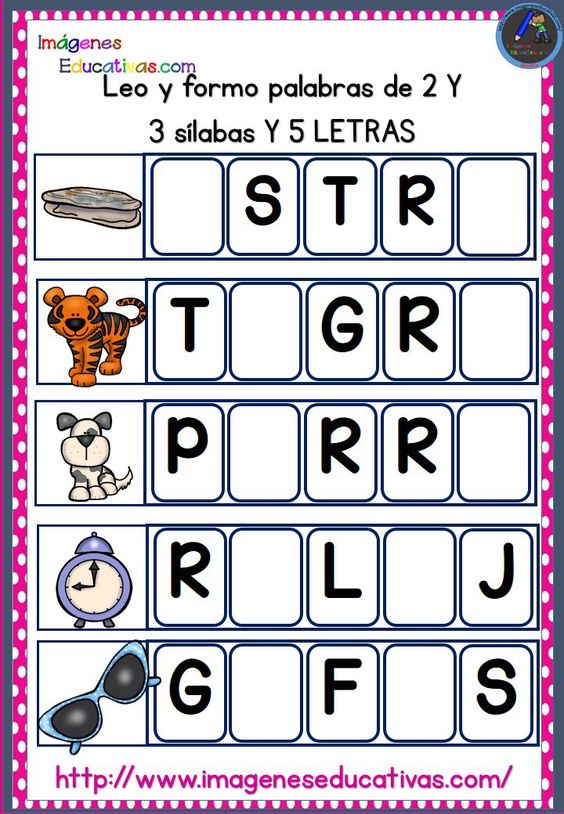 Imágenes
Educativas.com
Leo y formo palabras de 2 Y
3 sílabas Y 5 LETRAS
S T R
T G R
P R R
R L J
G F S
http://www.imageneseducativas.com/